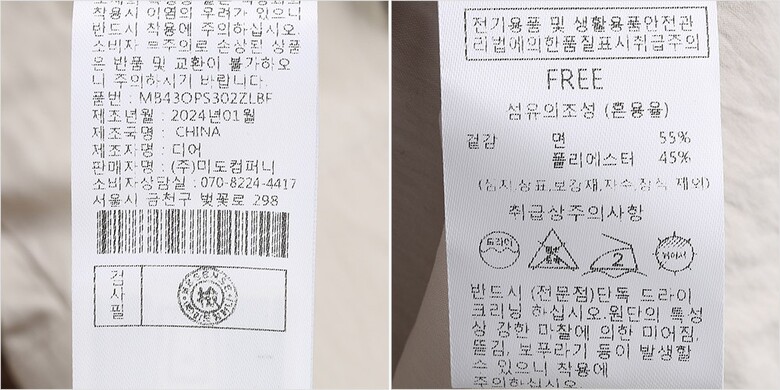 착용시 이염의 우려가 있으니
반드시 착용에 주의하십시오.
소비자 부주의로 손상된 상품
은 반품 및 교환이 불가하오
니 주의하시기 바랍니다.
품번 : MB43OPS302ZLBF
제조년월 : 2024년01월
제조국명 : CHINA
제조자명 : 디어
판매자명 : (주)미도컴퍼니
소비자상담실 : 070-8224-4417
서울시 금천구 벚꽃로 298
검사필
전기용품 및 생활용품안전관
리법에의한품질표시취급주의
FREE
섬유의조성 (혼용율)
겉감 면 55%
폴리에스터 45%
(심지,상표,보강재,자수,장식 제외)
취급상주의사항
드라이
2
뉘어서
반드시 (전문점)단독 드라이
크리닝 하십시오.원단의 특성
상 강한 마찰에 의한 미어짐,
뜯김, 보푸라기 등이 발생할
수 있으니 착용에
주의하십시오